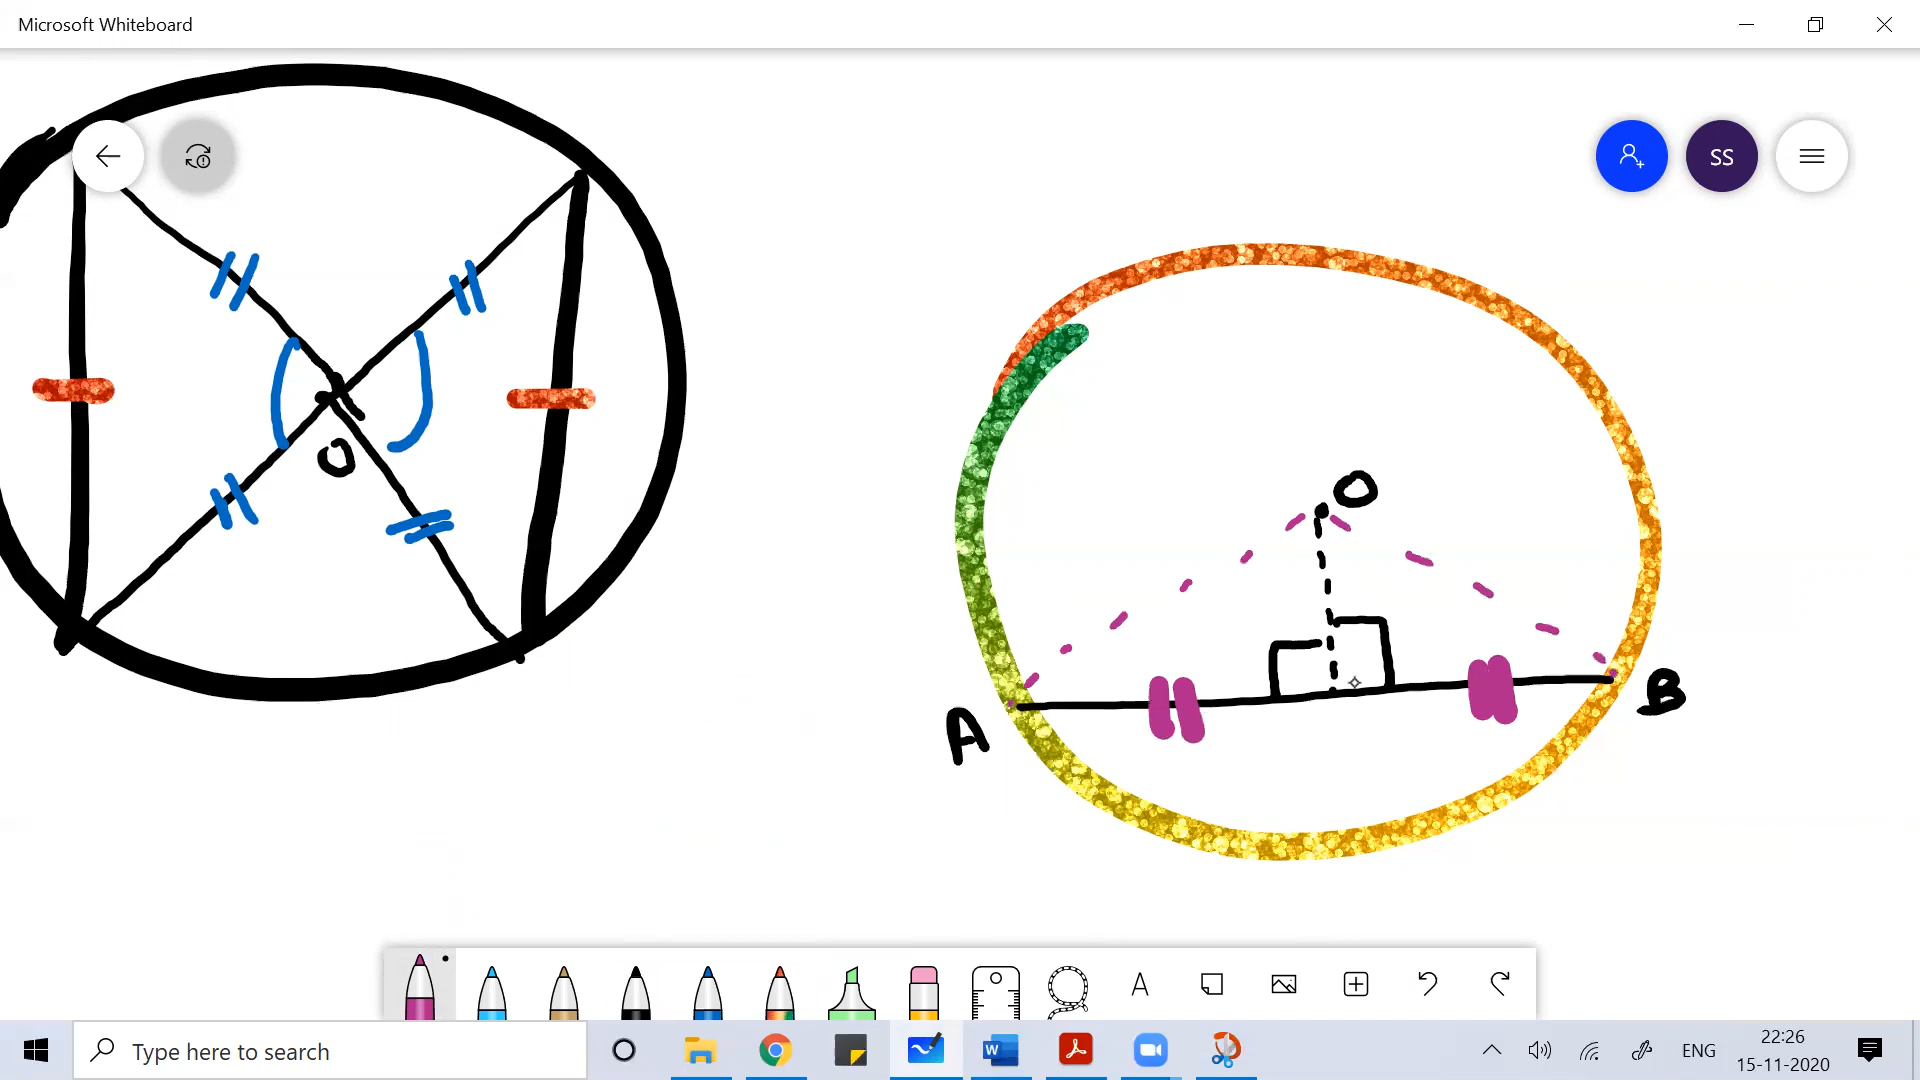 Microsoft Whiteboard
SS
O
O
A
B
A
Type here to search
W
ENG
22:26
15-11-2020